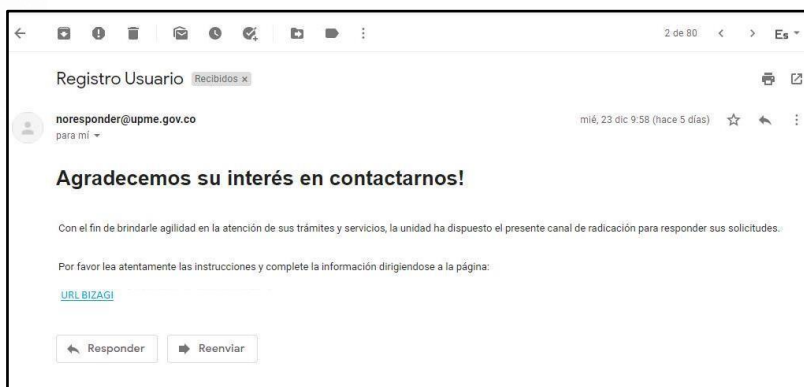 2 de 80
Es
Registro Usuario Recibidos x
noresponder@upme.gov.co mié, 23 dic 9:58 (hace 5 días)
para mí
Agradecemos su interés en contactarnos!
Con el fin de brindarle agilidad en la atención de sus trámites y servicios, la unidad ha dispuesto el presente canal de radicación para responder sus solicitudes.
Por favor lea atentamente las instrucciones y complete la información dirigiendose a la página:
URL BIZAGI
Responder Reenviar